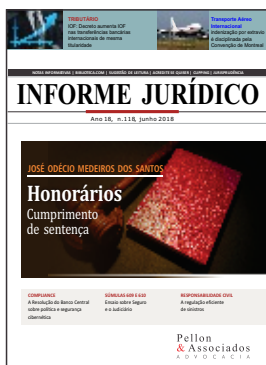 TRIBUTÁRIO
IOF: Decreto aumenta IOF
nas transferências bancárias
internacionais de mesma
titularidade
Transporte Aéreo
Internacional
Indenização por extravio
é disciplinada pela
Convenção de Montreal
NOTAS INFORMATIVAS | BIBLIOTECA.COM | SUGESTÃO DE LEITURA | ACREDITE SE QUISER | CLIPPING | JURISPRUDÊNCIA
INFORME JURÍDICO
Ano 18, n.118, junho 2018
JOSÉ ODÉCIO MEDEIROS DOS SANTOS
Honorários
Cumprimento
de sentença
COMPLIANCE
A Resolução do Banco Central
sobre política e segurança
cibernética
SÚMULAS 609 E 610
Ensaio sobre Seguro
e o Judiciário
RESPONSABILIDADE CIVIL
A regulação eficiente
de sinistros
Pellon
& Associados
ADVOCACIA